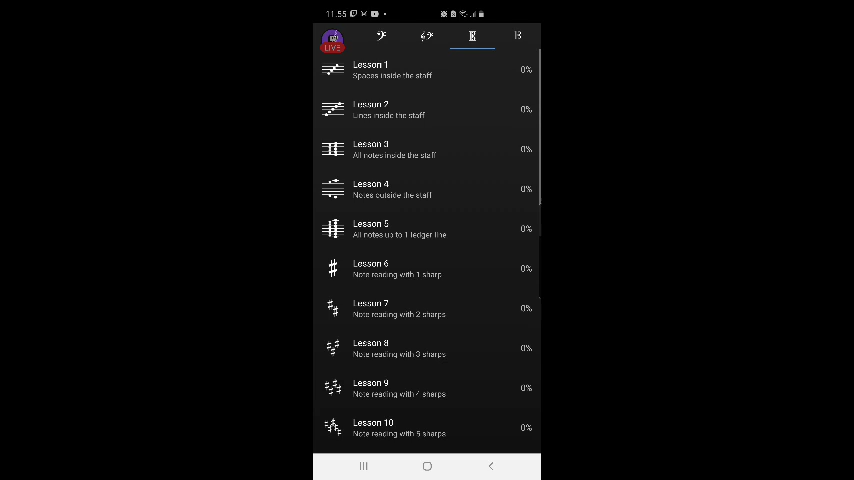 11.55
LIVE
Lesson 1
Spaces inside the staff
0%
Lesson 2
Lines inside the staff
0%
Lesson 3
All notes inside the staff
0%
Lesson 4
Notes outside the staff
0%
Lesson 5
All notes up to 1 ledger line
0%
Lesson 6
Note reading with 1 sharp
0%
Lesson 7
Note reading with 2 sharps
0%
Lesson 8
Note reading with 3 sharps
0%
Lesson 9
Note reading with 4 sharps
0%
Lesson 10
Note reading with 5 sharps
0%